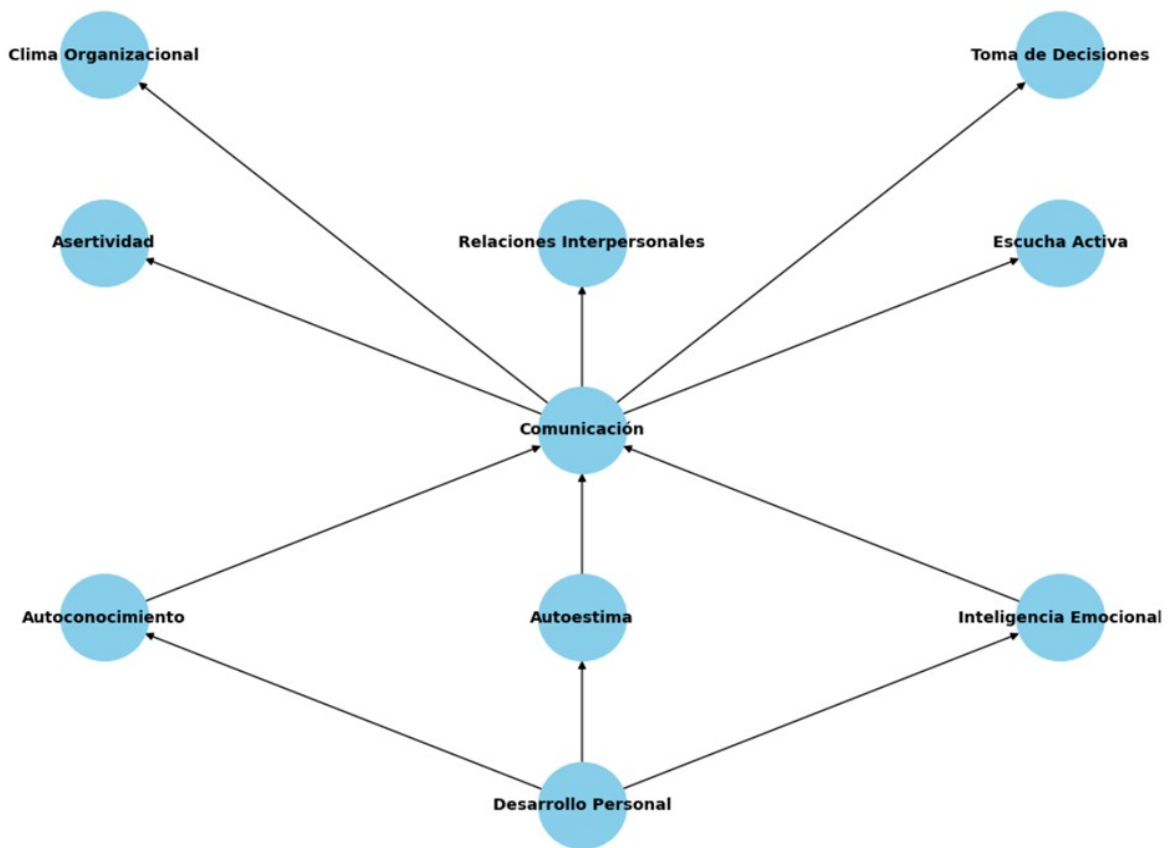 Clima Organizacional
Toma de Decisiones
Asertividad
Relaciones Interpersonales
Escucha Activa
Comunicación
Autoconocimiento
Autoestima
Inteligencia Emocional
Desarrollo Personal